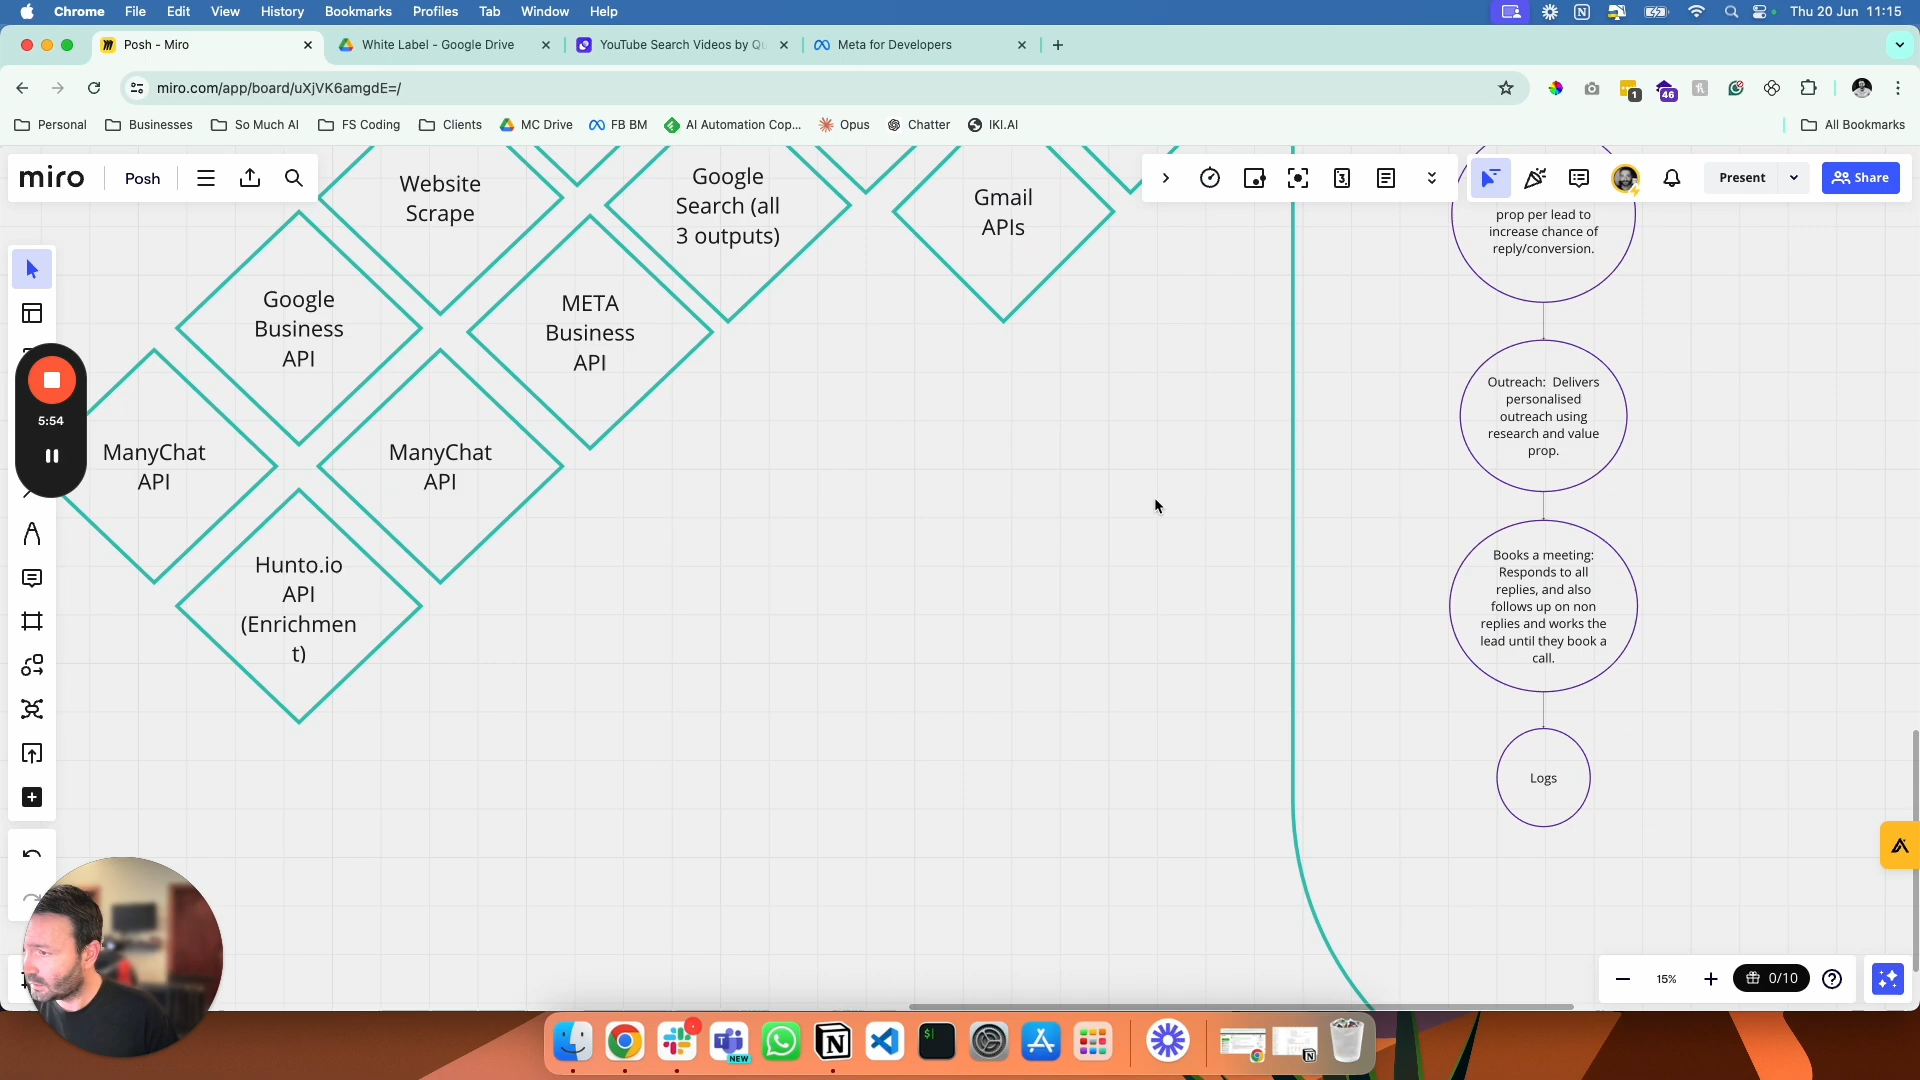 Chrome File Edit View History Bookmarks Profiles Tab Window Help
Thu 20 Jun 11:15
Posh - Miro
White Label - Google Drive
YouTube Search Videos by Qu
Meta for Developers
miro.com/app/board/uXjVK6amgdE=/
1
46
Personal
Businesses
So Much AI
FS Coding
Clients
MC Drive
FB BM
AI Automation Cop...
Opus
Chatter
IKI.AI
All Bookmarks
miro
Posh
3
Present
Share
Website
Scrape
Google
Search (all
3 outputs)
Gmail
APIs
Google
Business
API
META
Business
API
ManyChat
API
ManyChat
API
Hunto.io
API
(Enrichmen
t)
5:54
prop per lead to
increase chance of
reply/conversion.
Outreach: Delivers
personalised
outreach using
research and value
prop.
Books a meeting:
Responds to all
replies, and also
follows up on non
replies and works the
lead until they book a
call.
Logs
15%
0/10
NEW